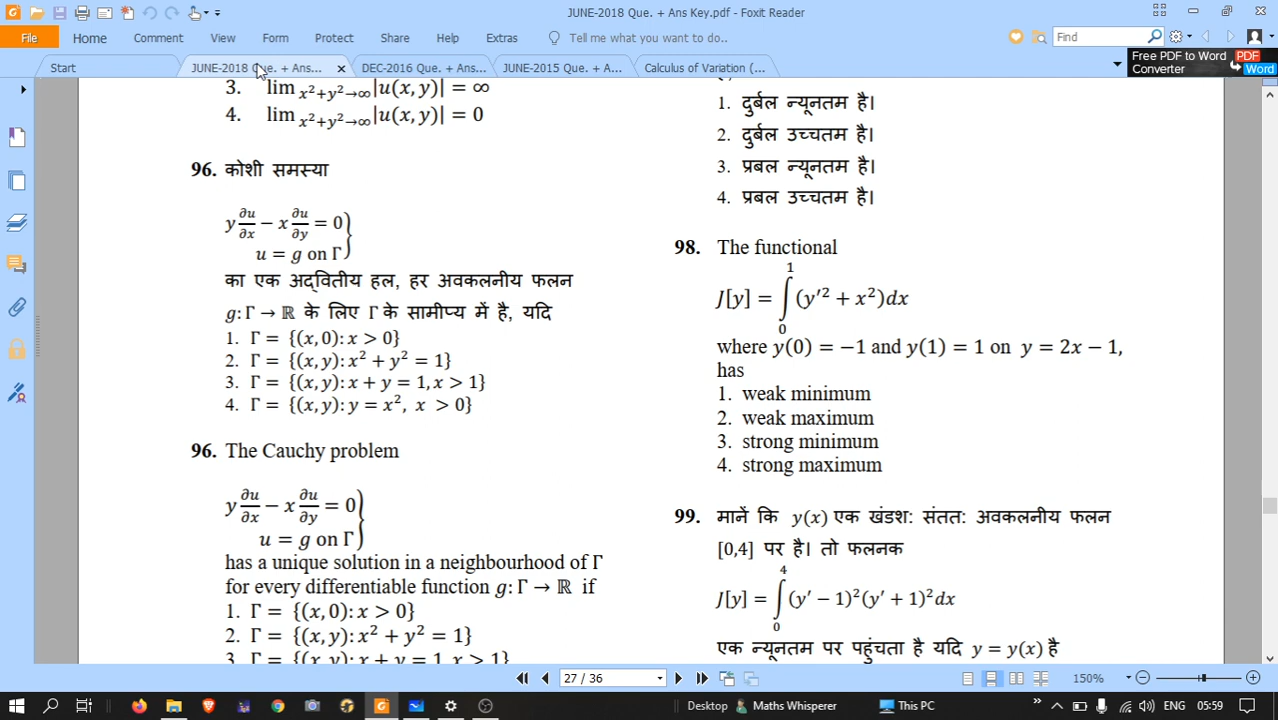 JUNE-2018 Que. + Ans Key.pdf - Foxit Reader
File Home Comment View Form Protect Share Help Extras Tell me what you want to do.. Find
Start JUNE-2018 Que. + Ans... DEC-2016 Que. + Ans... JUNE-2015 Que. + A... Calculus of Variation (...
Free PDF to Word Converter PDF Word
3. lim x²+y²→∞ |u(x, y)| = ∞
4. lim x²+y²→∞ |u(x, y)| = 0
96. कोशी समस्या
y ∂u/∂x − x ∂u/∂y = 0
u = g on Γ }
का एक अद्वितीय हल, हर अवकलनीय फलन
g: Γ → ℝ के लिए Γ के सामीप्य में है, यदि
1. Γ = {(x, 0): x > 0}
2. Γ = {(x, y): x² + y² = 1}
3. Γ = {(x, y): x + y = 1, x > 1}
4. Γ = {(x, y): y = x², x > 0}
96. The Cauchy problem
y ∂u/∂x − x ∂u/∂y = 0
u = g on Γ }
has a unique solution in a neighbourhood of Γ
for every differentiable function g: Γ → ℝ if
1. Γ = {(x, 0): x > 0}
2. Γ = {(x, y): x² + y² = 1}
3. Γ = {(x, y): x + y = 1, x > 1}
1. दुर्बल न्यूनतम है।
2. दुर्बल उच्चतम है।
3. प्रबल न्यूनतम है।
4. प्रबल उच्चतम है।
98. The functional
J[y] = ∫₀¹ (y′² + x²)dx
where y(0) = −1 and y(1) = 1 on y = 2x − 1,
has
1. weak minimum
2. weak maximum
3. strong minimum
4. strong maximum
99. मानें कि y(x) एक खंडश: संतत: अवकलनीय फलन
[0,4] पर है। तो फलनक
J[y] = ∫₀⁴ (y′ − 1)²(y′ + 1)²dx
एक न्यूनतम पर पहुंचता है यदि y = y(x) है
27 / 36 150%
Desktop Maths Whisperer This PC ENG 05:59